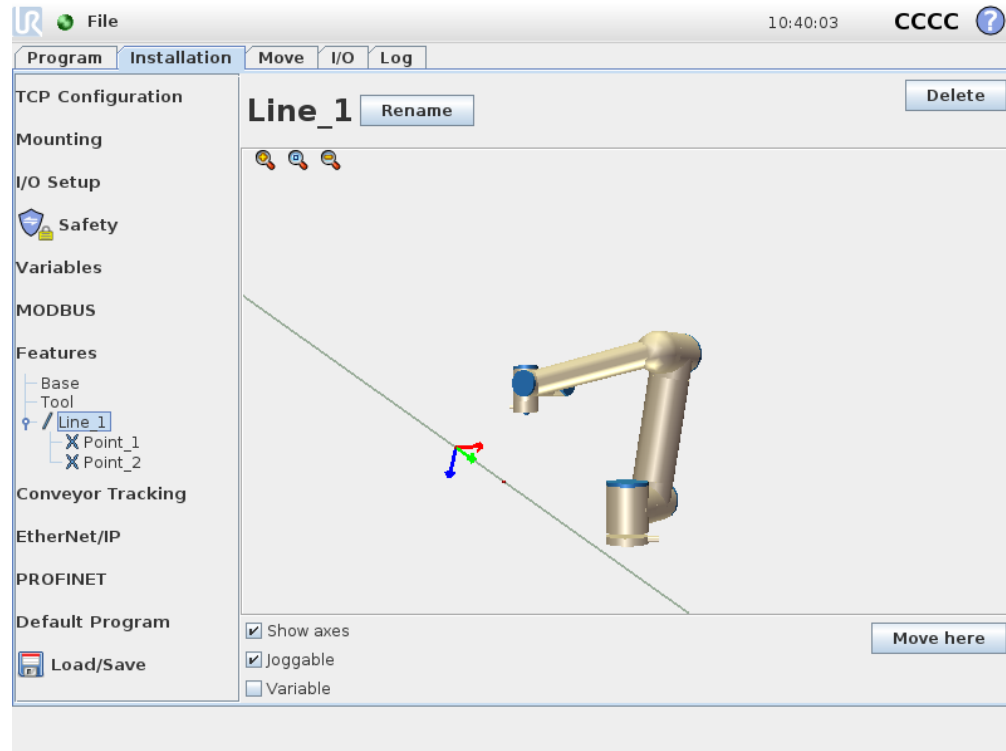 UR File 10:40:03 CCCC ?
Program Installation Move I/O Log
TCP Configuration
Mounting
I/O Setup
Safety
Variables
MODBUS
Features
Base
Tool
Line_1
Point_1
Point_2
Conveyor Tracking
EtherNet/IP
PROFINET
Default Program
Load/Save
Line_1 Rename Delete
Show axes
Joggable
Variable
Move here